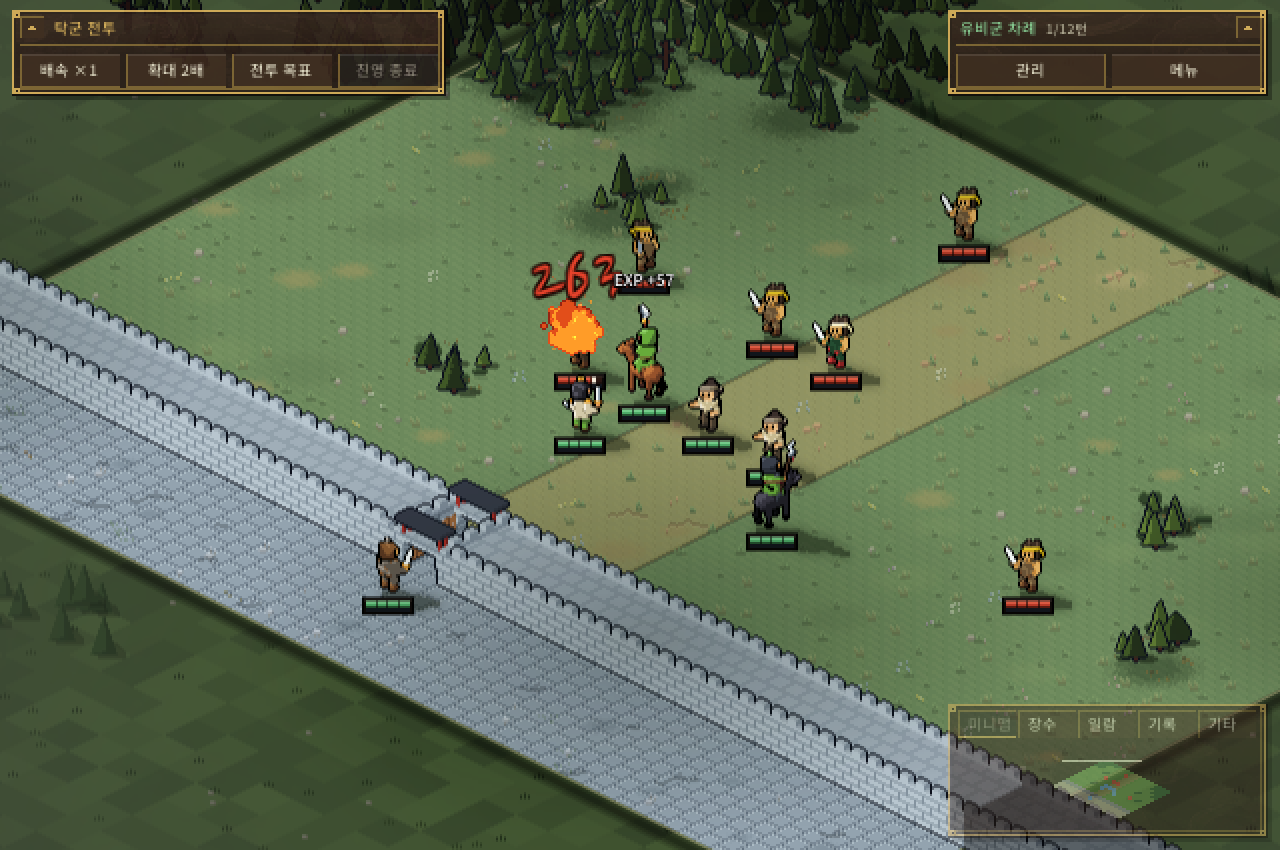 탁군 전투
배속 ×1
확대 2배
전투 목표
진영 종료
유비군 차례 1/12턴
관리
메뉴
262
EXP +57
미니맵
장수
일람
기록
기타